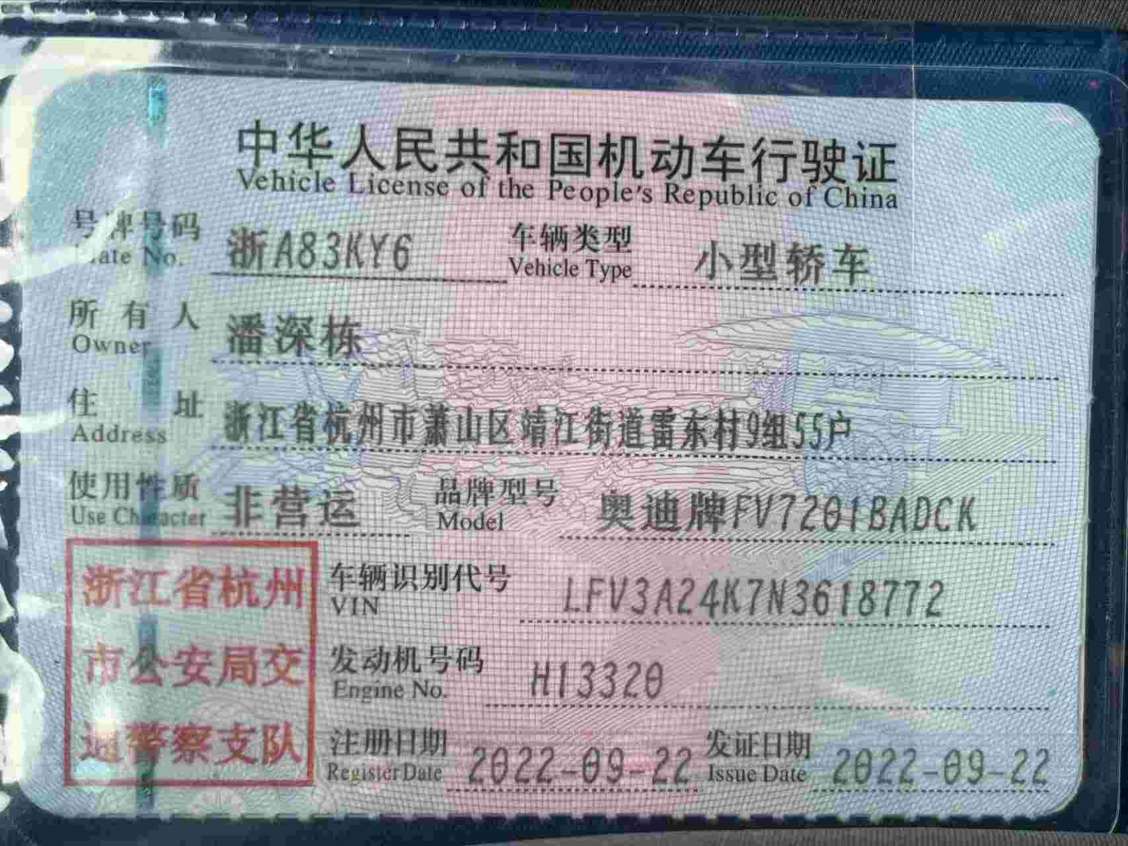 中华人民共和国机动车行驶证
Vehicle License of the People's Republic of China
号牌号码 浙A83KY6 车辆类型 小型轿车
Plate No. Vehicle Type
所有人 潘深栋
Owner
住址 浙江省杭州市萧山区靖江街道雷东村9组55户
Address
使用性质 非营运 品牌型号 奥迪牌FV7201BADCK
Use Character Model
浙江省杭州 车辆识别代号 LFV3A24K7N3618772
VIN
市公安局交 发动机号码 H13320
Engine No.
通警察支队 注册日期 2022-09-22 发证日期 2022-09-22
Register Date Issue Date